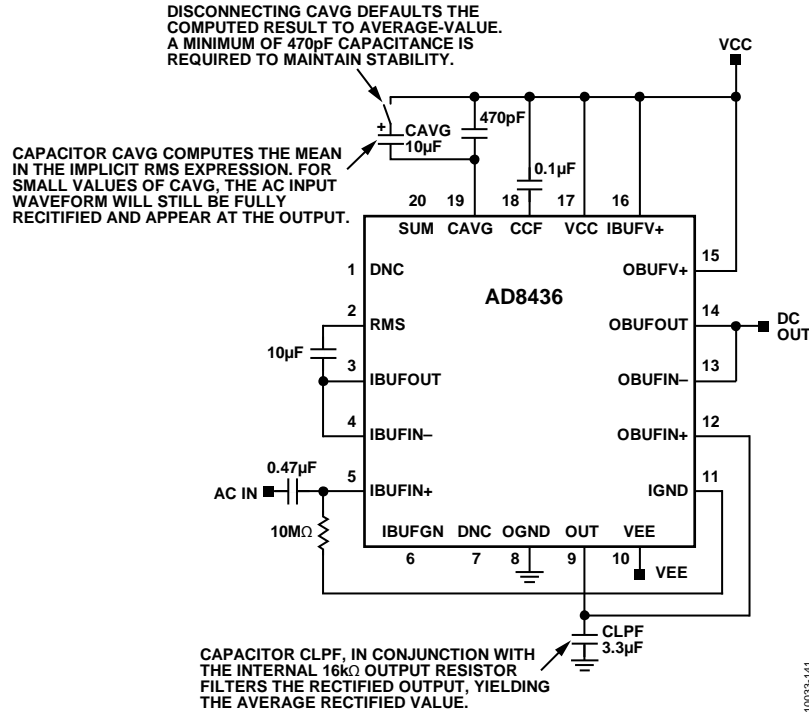 DISCONNECTING CAVG DEFAULTS THE
COMPUTED RESULT TO AVERAGE-VALUE.
A MINIMUM OF 470pF CAPACITANCE IS
REQUIRED TO MAINTAIN STABILITY.
VCC
+
CAVG
10µF
470pF
0.1µF
CAPACITOR CAVG COMPUTES THE MEAN
IN THE IMPLICIT RMS EXPRESSION. FOR
SMALL VALUES OF CAVG, THE AC INPUT
WAVEFORM WILL STILL BE FULLY
RECITIFIED AND APPEAR AT THE OUTPUT.
20 19 18 17 16
SUM CAVG CCF VCC IBUFV+
15
OBUFV+
1 DNC
AD8436
2 RMS
14
OBUFOUT
DC
OUT
10µF
3 IBUFOUT
13
OBUFIN–
4 IBUFIN–
12
OBUFIN+
0.47µF
AC IN
5 IBUFIN+
11
IGND
10MΩ
IBUFGN DNC OGND OUT VEE
6 7 8 9 10
VEE
CLPF
3.3µF
CAPACITOR CLPF, IN CONJUNCTION WITH
THE INTERNAL 16kΩ OUTPUT RESISTOR
FILTERS THE RECTIFIED OUTPUT, YIELDING
THE AVERAGE RECTIFIED VALUE.
10033-141